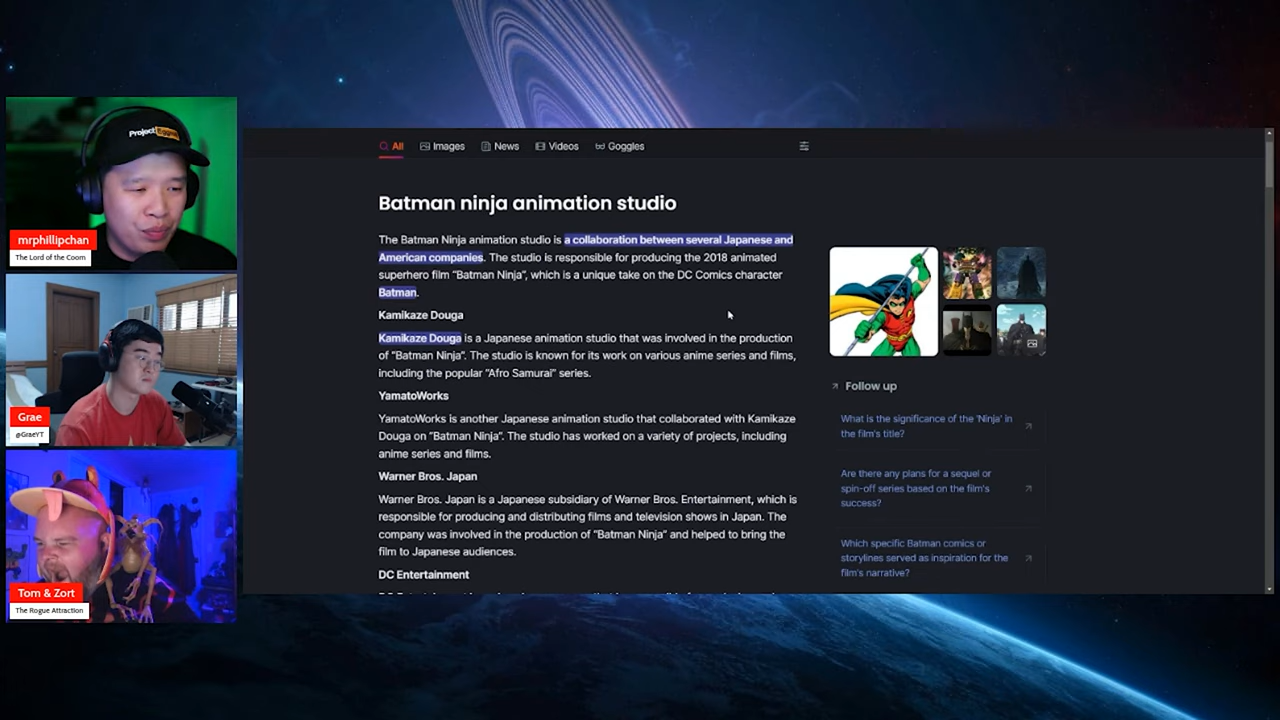 Project
mrphillipchan
The Lord of the Coom
Grae
@GraeYT
Tom & Zort
The Rogue Attraction
All
Images
News
Videos
Goggles
Batman ninja animation studio
The Batman Ninja animation studio is a collaboration between several Japanese and
American companies. The studio is responsible for producing the 2018 animated
superhero film "Batman Ninja", which is a unique take on the DC Comics character
Batman.
Kamikaze Douga
Kamikaze Douga is a Japanese animation studio that was involved in the production
of "Batman Ninja". The studio is known for its work on various anime series and films,
including the popular "Afro Samurai" series.
YamatoWorks
YamatoWorks is another Japanese animation studio that collaborated with Kamikaze
Douga on "Batman Ninja". The studio has worked on a variety of projects, including
anime series and films.
Warner Bros. Japan
Warner Bros. Japan is a Japanese subsidiary of Warner Bros. Entertainment, which is
responsible for producing and distributing films and television shows in Japan. The
company was involved in the production of "Batman Ninja" and helped to bring the
film to Japanese audiences.
DC Entertainment
Follow up
What is the significance of the 'Ninja' in
the film's title?
Are there any plans for a sequel or
spin-off series based on the film's
success?
Which specific Batman comics or
storylines served as inspiration for the
film's narrative?